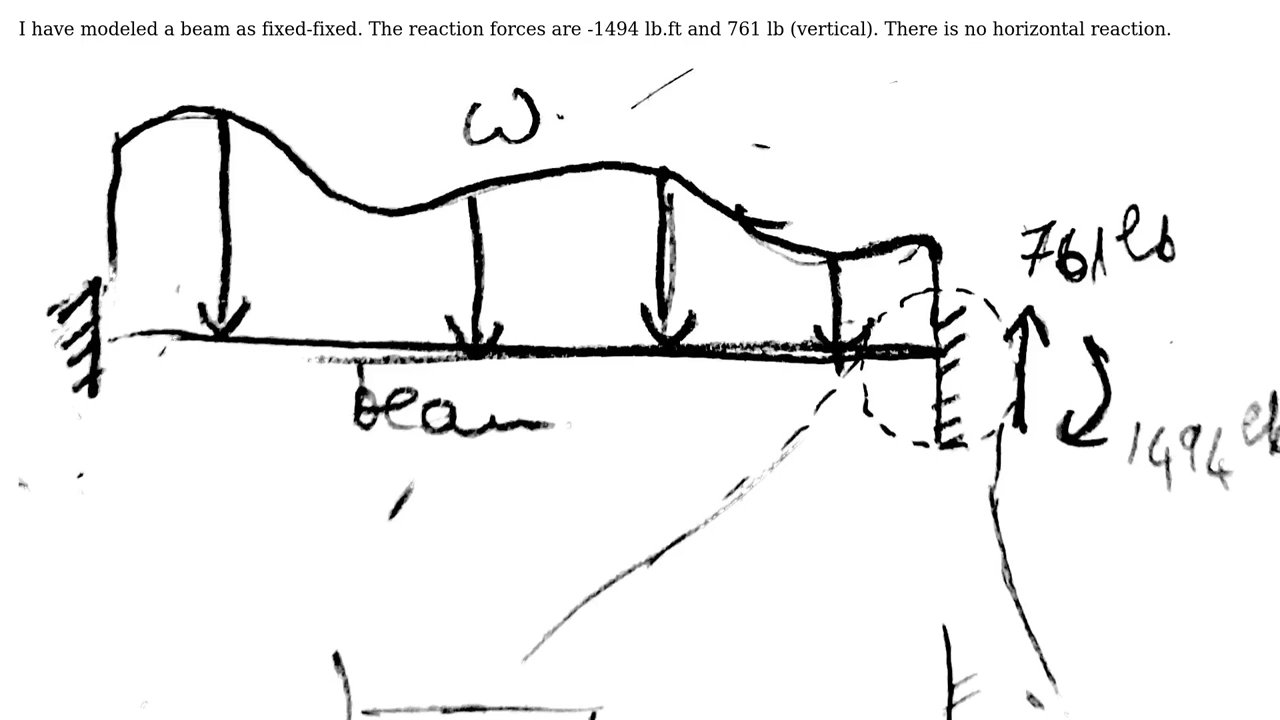 I have modeled a beam as fixed-fixed. The reaction forces are -1494 lb.ft and 761 lb (vertical). There is no horizontal reaction.
ω
761 lb
beam
1494